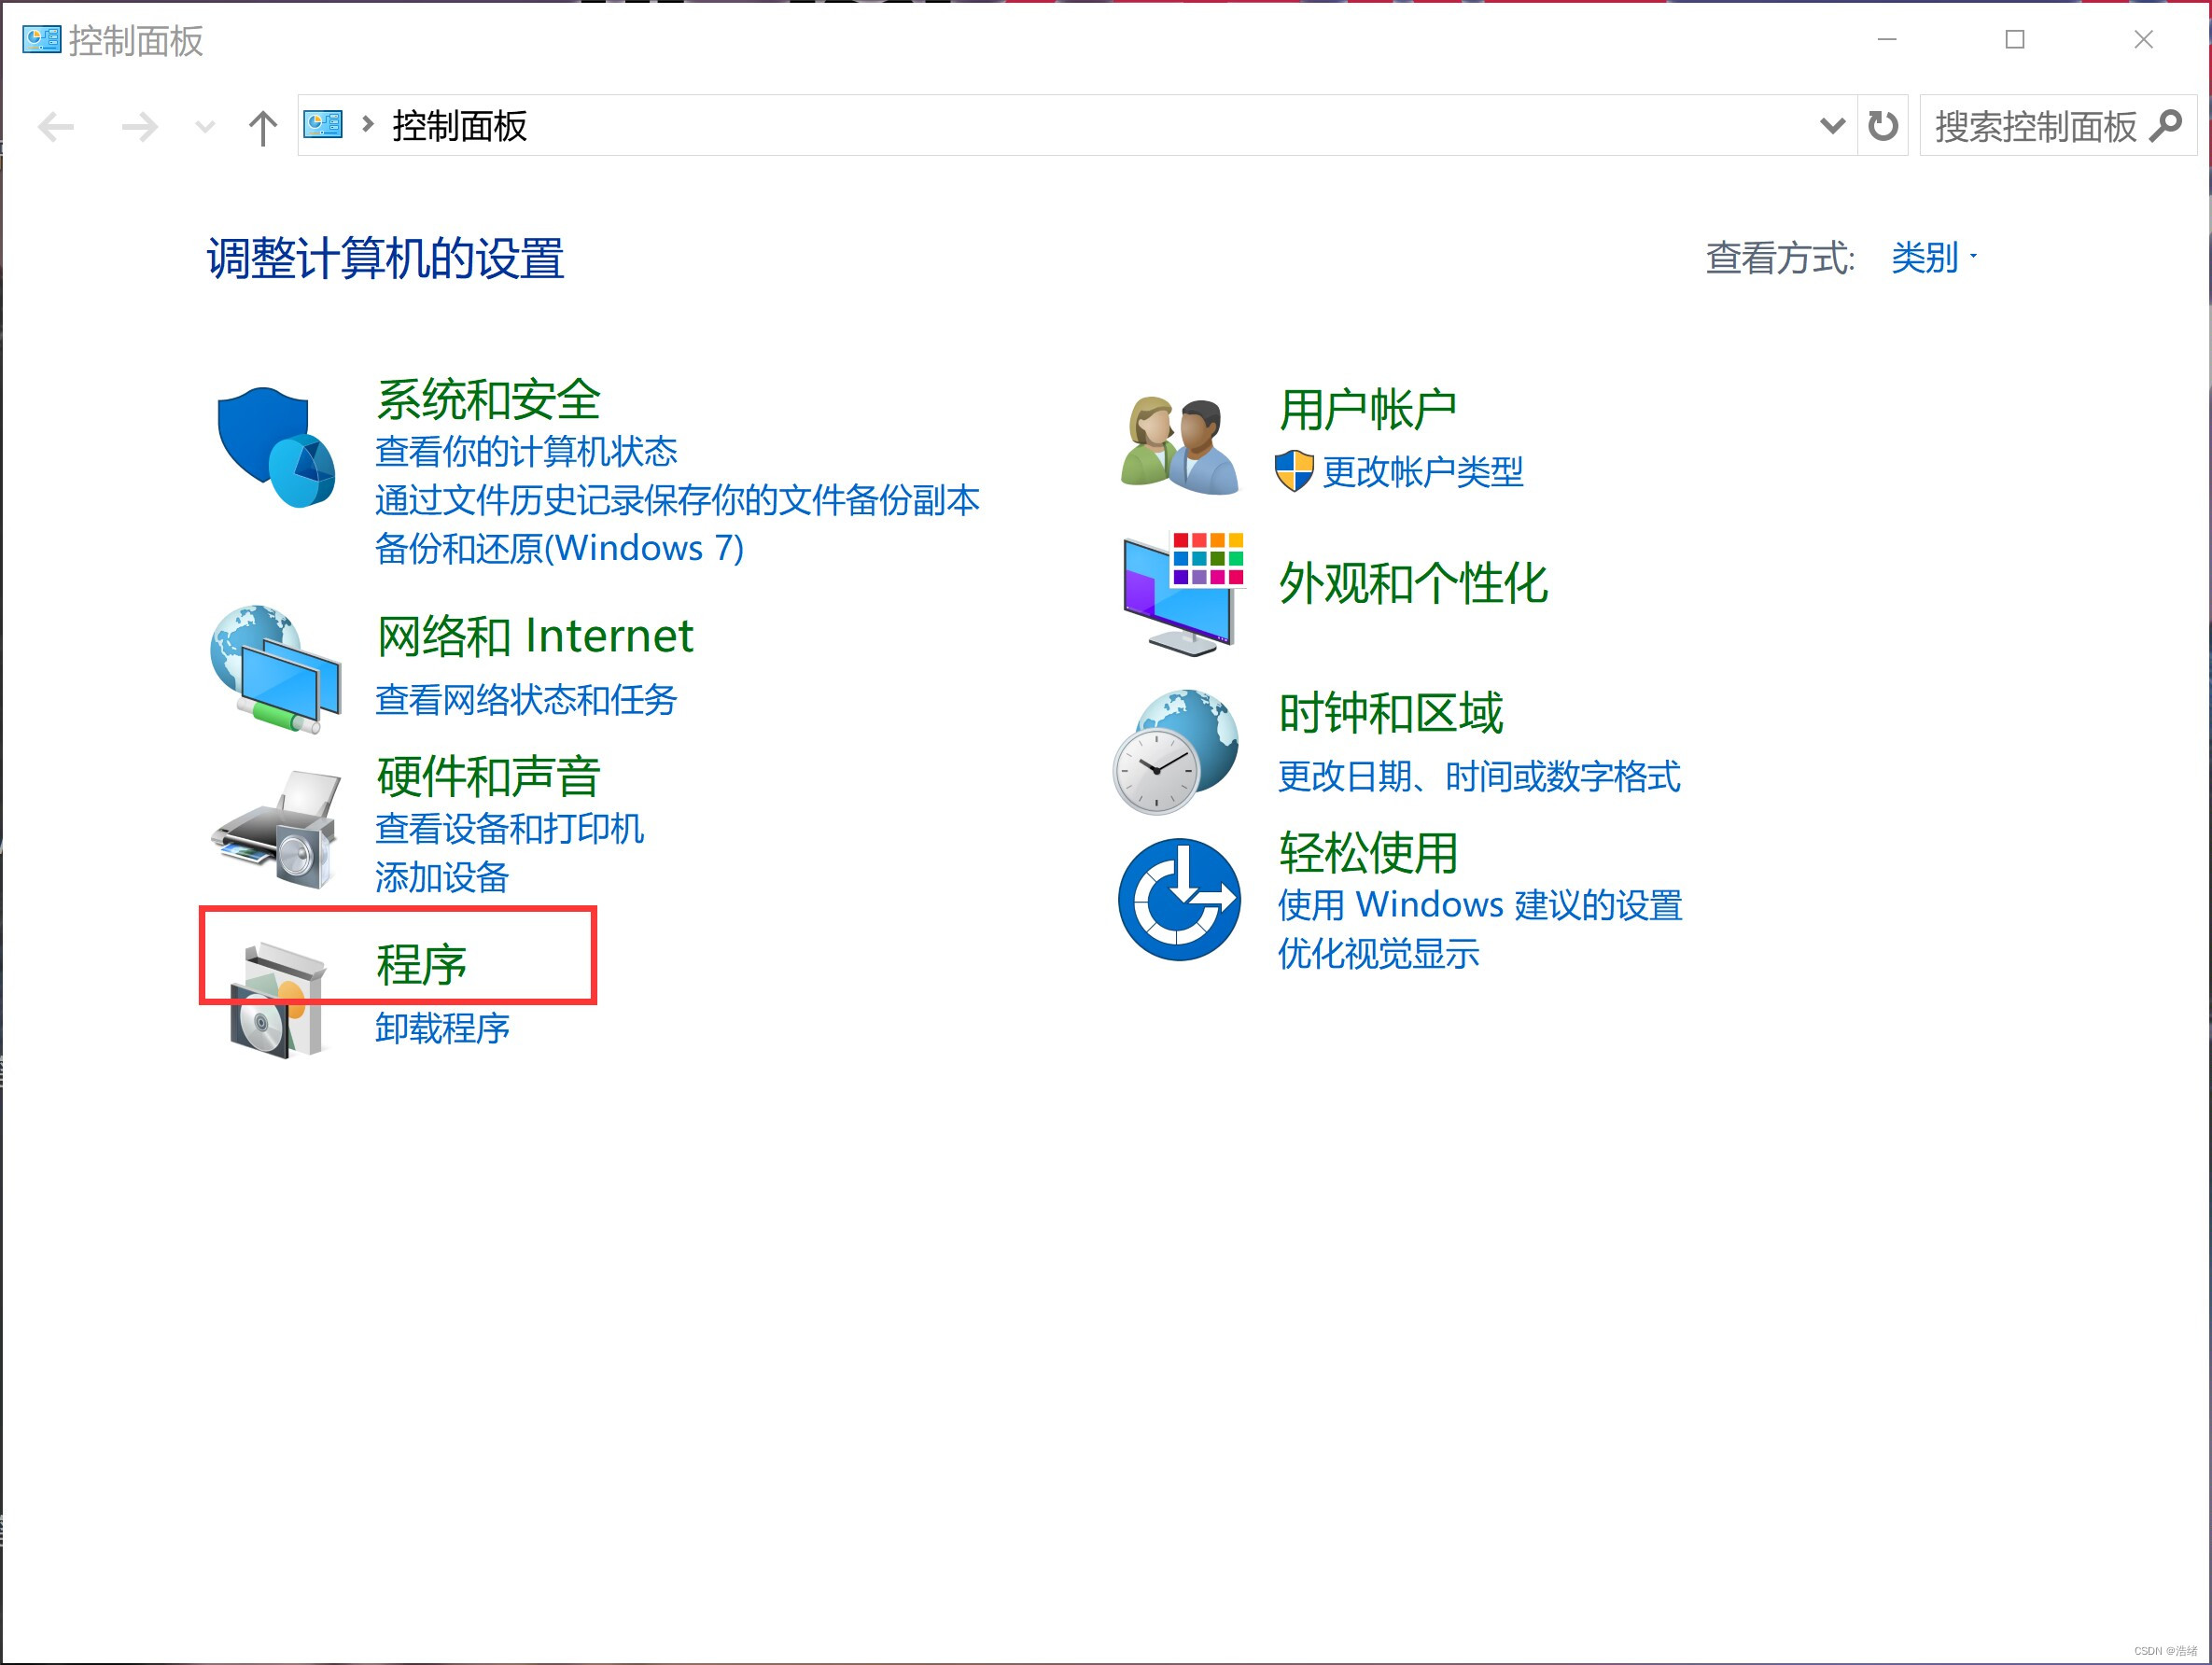 控制面板
控制面板
搜索控制面板
调整计算机的设置
查看方式: 类别
系统和安全
查看你的计算机状态
通过文件历史记录保存你的文件备份副本
备份和还原(Windows 7)
网络和 Internet
查看网络状态和任务
硬件和声音
查看设备和打印机
添加设备
程序
卸载程序
用户帐户
更改帐户类型
外观和个性化
时钟和区域
更改日期、时间或数字格式
轻松使用
使用 Windows 建议的设置
优化视觉显示
CSDN @浩绪